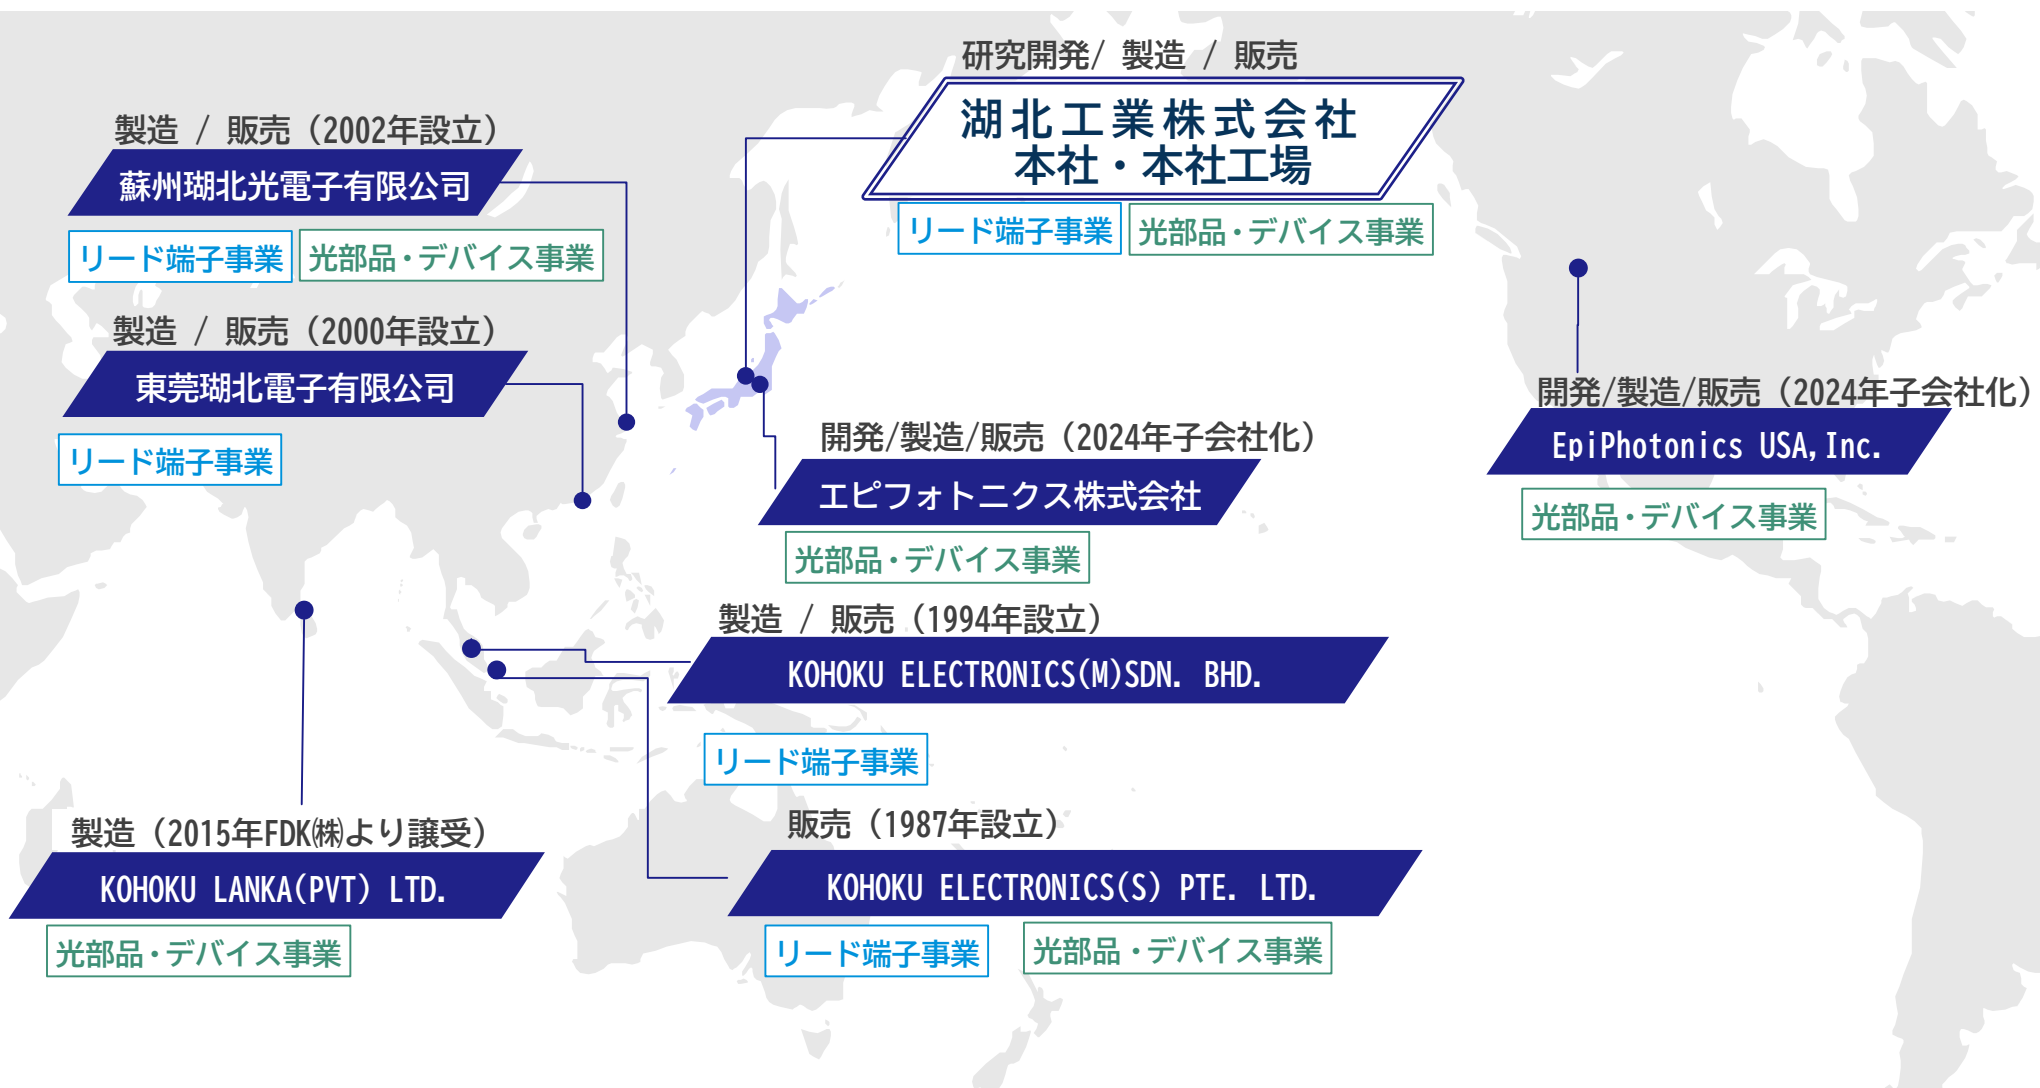 研究開発/ 製造 / 販売
湖北工業株式会社
本社・本社工場
リード端子事業
光部品・デバイス事業
製造 / 販売（2002年設立）
蘇州瑚北光電子有限公司
リード端子事業
光部品・デバイス事業
製造 / 販売（2000年設立）
東莞瑚北電子有限公司
リード端子事業
開発/製造/販売（2024年子会社化）
エピフォトニクス株式会社
光部品・デバイス事業
開発/製造/販売（2024年子会社化）
EpiPhotonics USA,Inc.
光部品・デバイス事業
製造 / 販売（1994年設立）
KOHOKU ELECTRONICS(M)SDN. BHD.
リード端子事業
製造（2015年FDK㈱より譲受）
KOHOKU LANKA(PVT) LTD.
光部品・デバイス事業
販売（1987年設立）
KOHOKU ELECTRONICS(S) PTE. LTD.
リード端子事業
光部品・デバイス事業